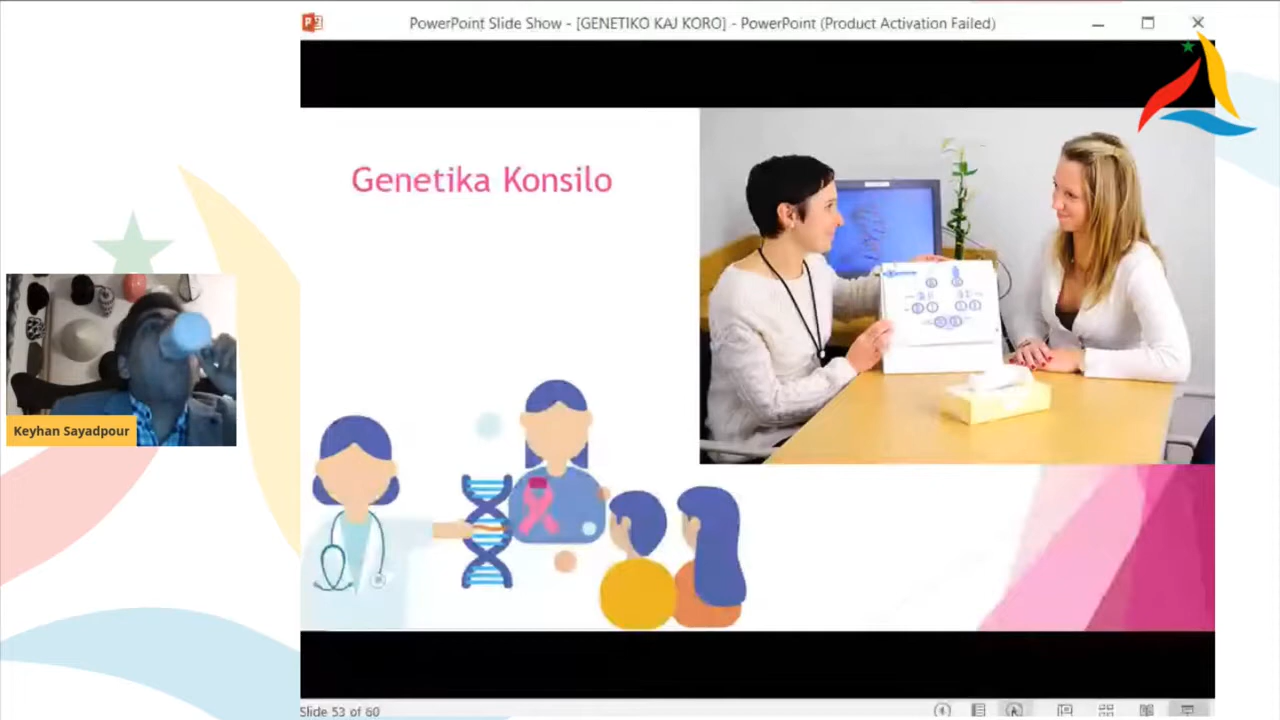 PowerPoint Slide Show - [GENETIKO KAJ KORO] - PowerPoint (Product Activation Failed)
Genetika Konsilo
Keyhan Sayadpour
Slide 53 of 60